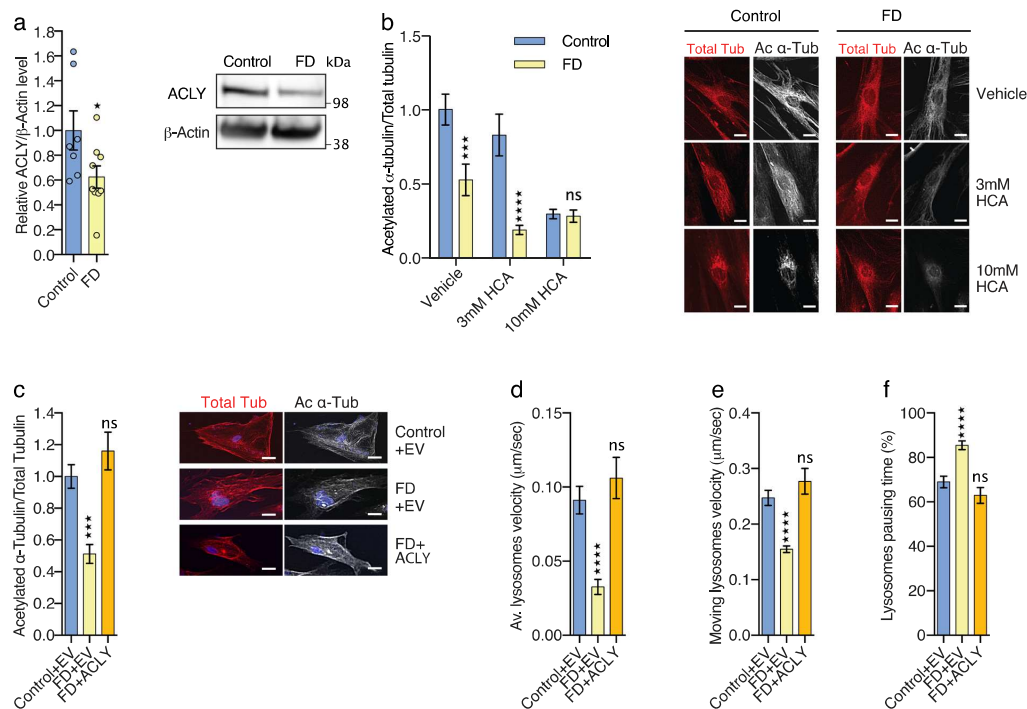 a
Relative ACLY/β-Actin level
1.8
1.6
1.4
1.2
1.0
0.8
0.6
0.4
0.2
0.0
★
Control
FD
Control FD kDa
ACLY
98
β-Actin
38
b
Acetylated α-tubulin/Total tubulin
1.5
1.0
0.5
0.0
Control
FD
★★★
★★★★
ns
Vehicle
3mM HCA
10mM HCA
Control FD
Total Tub Ac α-Tub Total Tub Ac α-Tub
Vehicle
3mM
HCA
10mM
HCA
c
Acetylated α-Tubulin/Total Tubulin
1.4
1.2
1.0
0.8
0.6
0.4
0.2
0.0
★★★
ns
Control+EV
FD+EV
FD+ACLY
Total Tub Ac α-Tub
Control
+EV
FD
+EV
FD+
ACLY
d
Av. lysosomes velocity (μm/sec)
0.15
0.10
0.05
0.00
★★★★
ns
Control+EV
FD+EV
FD+ACLY
e
Moving lysosomes velocity (μm/sec)
0.4
0.3
0.2
0.1
0
★★★★
ns
Control+EV
FD+EV
FD+ACLY
f
Lysosomes pausing time (%)
100
80
60
40
20
0
★★★★
ns
Control+EV
FD+EV
FD+ACLY